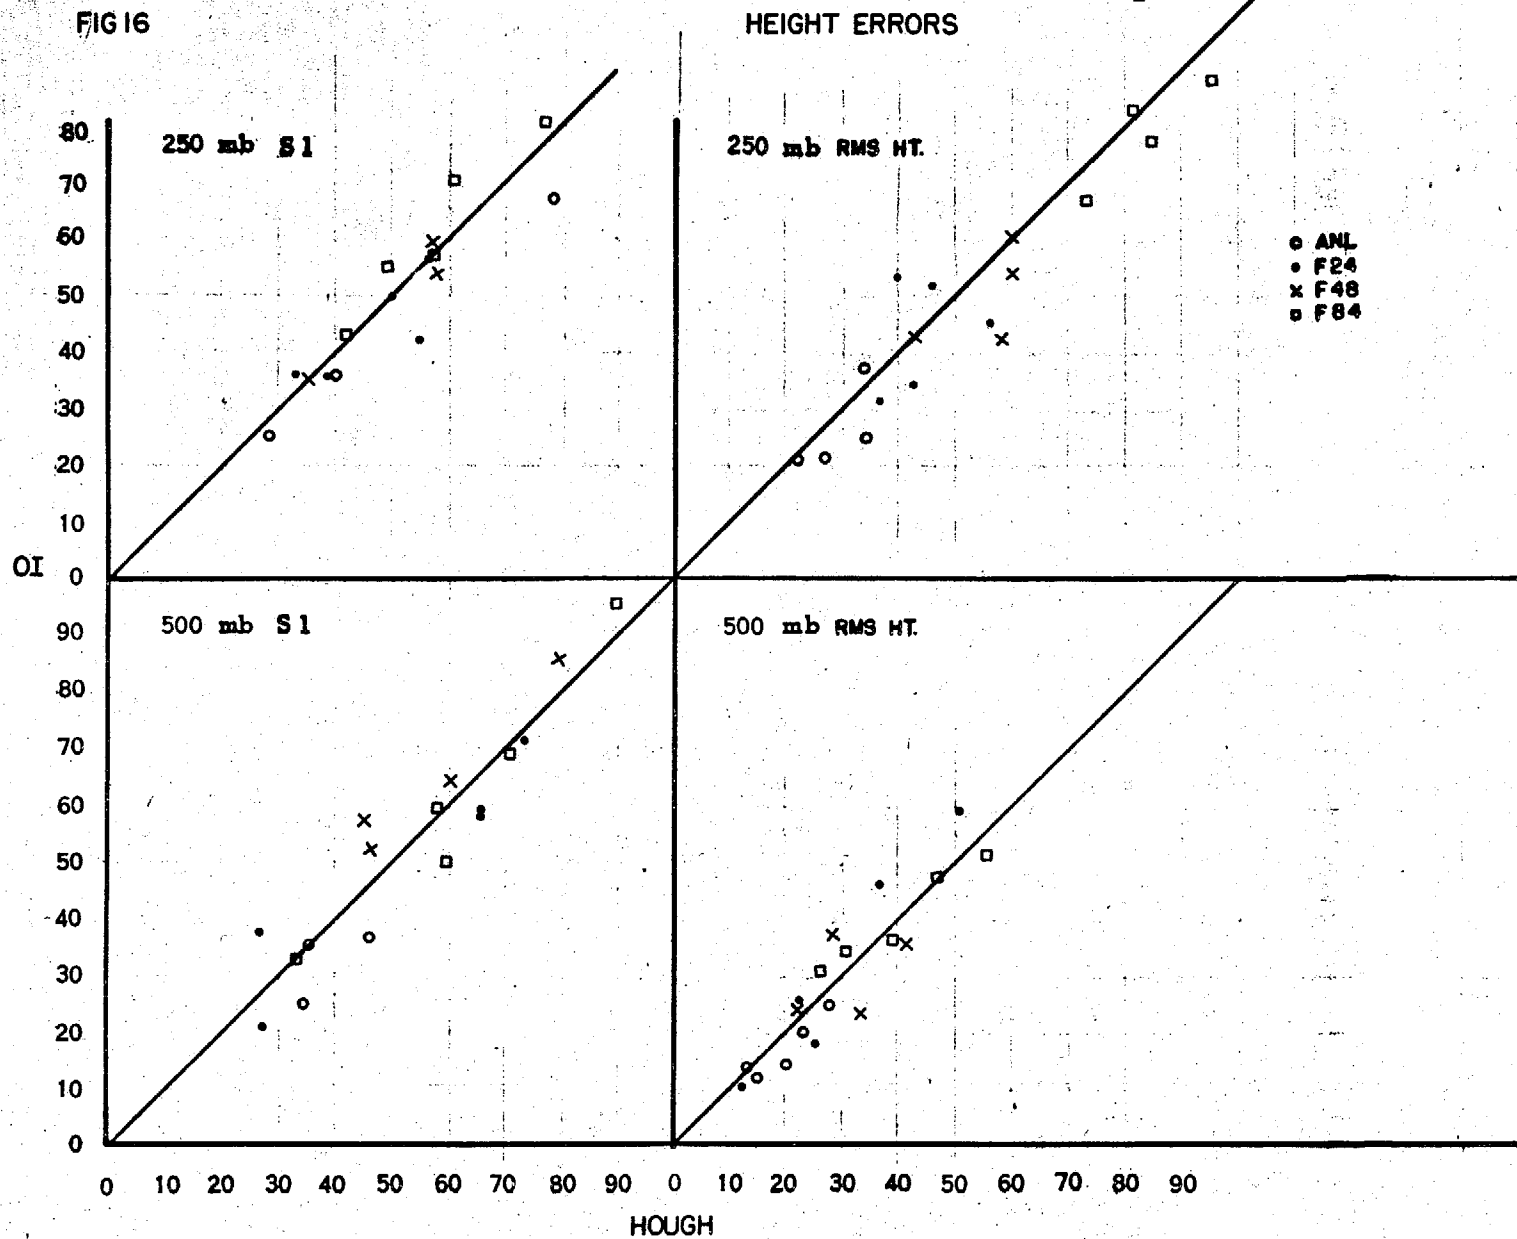 FIG 16
HEIGHT ERRORS
250 mb S1
250 mb RMS HT.
80
70
60
50
40
30
20
10
0
OI
o ANL
• F24
× F48
□ F84
500 mb S1
500 mb RMS HT.
90
80
70
60
50
40
30
20
10
0
0 10 20 30 40 50 60 70 80 90 0 10 20 30 40 50 60 70 80 90
HOUGH